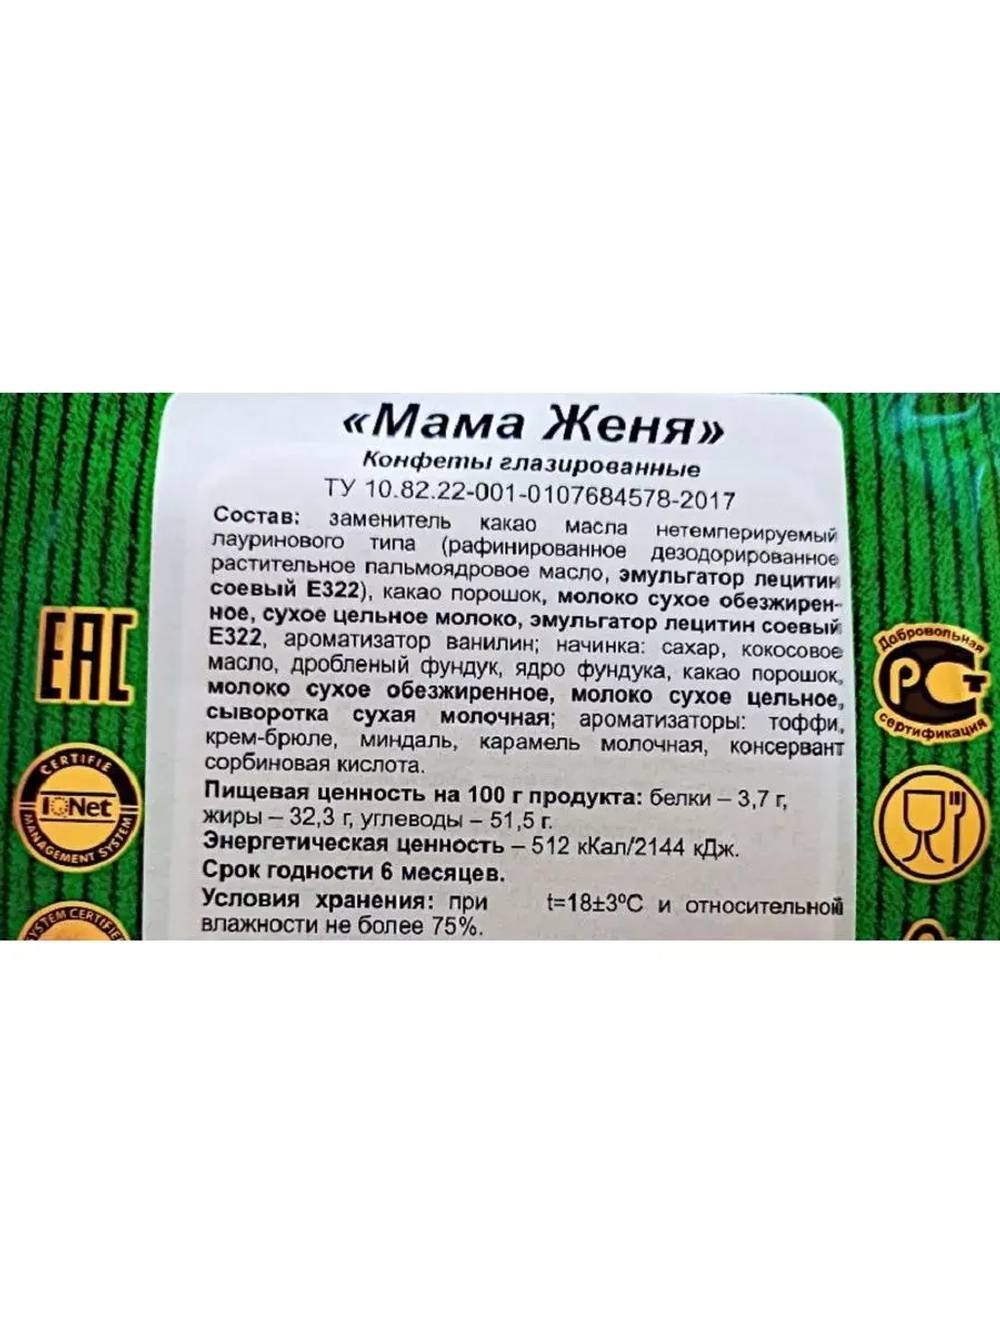 «Мама Женя»
Конфеты глазированные
ТУ 10.82.22-001-0107684578-2017
Состав: заменитель какао масла нетемперируемый
лауринового типа (рафинированное дезодорированное
растительное пальмоядровое масло, эмульгатор лецитин
соевый Е322), какао порошок, молоко сухое обезжирен-
ное, сухое цельное молоко, эмульгатор лецитин соевый
Е322, ароматизатор ванилин; начинка: сахар, кокосовое
масло, дробленый фундук, ядро фундука, какао порошок,
молоко сухое обезжиренное, молоко сухое цельное,
сыворотка сухая молочная; ароматизаторы: тоффи,
крем-брюле, миндаль, карамель молочная, консервант
сорбиновая кислота.
Пищевая ценность на 100 г продукта: белки – 3,7 г,
жиры – 32,3 г, углеводы – 51,5 г.
Энергетическая ценность – 512 кКал/2144 кДж.
Срок годности 6 месяцев.
Условия хранения: при t=18±3ºС и относительной
влажности не более 75%.
EAC
CERTIFIE
IQNet
MANAGEMENT SYSTEM
SYSTEM CERTIFIE
Добровольная
РСТ
сертификация